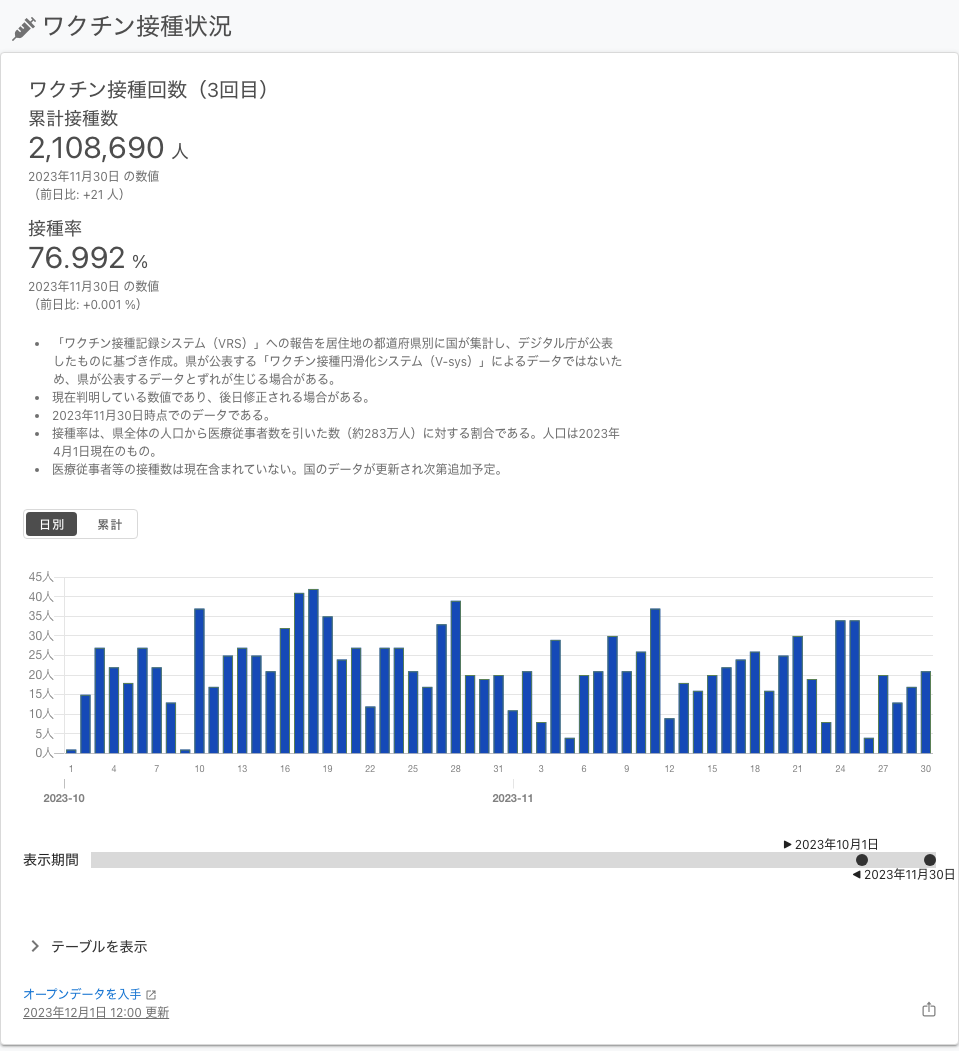 ワクチン接種状況
ワクチン接種回数（3回目）
累計接種数
2,108,690 人
2023年11月30日 の数値
（前日比: +21 人）
接種率
76.992 %
2023年11月30日 の数値
（前日比: +0.001 %）
• 「ワクチン接種記録システム（VRS）」への報告を居住地の都道府県別に国が集計し、デジタル庁が公表
したものに基づき作成。県が公表する「ワクチン接種円滑化システム（V-sys）」によるデータではないた
め、県が公表するデータとずれが生じる場合がある。
• 現在判明している数値であり、後日修正される場合がある。
• 2023年11月30日時点でのデータである。
• 接種率は、県全体の人口から医療従事者数を引いた数（約283万人）に対する割合である。人口は2023年
4月1日現在のもの。
• 医療従事者等の接種数は現在含まれていない。国のデータが更新され次第追加予定。
日別 累計
45人
40人
35人
30人
25人
20人
15人
10人
5人
0人
1 4 7 10 13 16 19 22 25 28 31 3 6 9 12 15 18 21 24 27 30
2023-10 2023-11
▶ 2023年10月1日
表示期間
◀ 2023年11月30日
テーブルを表示
オープンデータを入手
2023年12月1日 12:00 更新